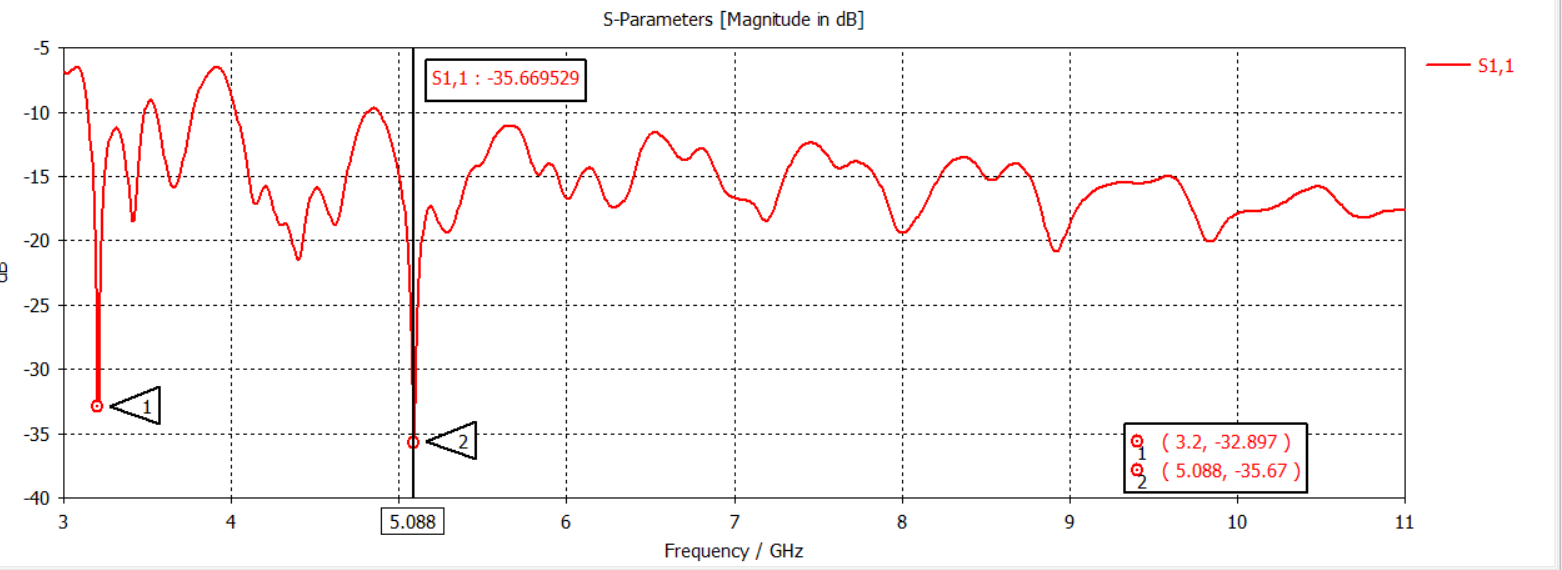 S-Parameters [Magnitude in dB]
S1,1 : -35.669529
S1,1
-5
-10
-15
-20
-25
-30
-35
-40
dB
1
2
1 ( 3.2, -32.897 )
2 ( 5.088, -35.67 )
3 4 5.088 6 7 8 9 10 11
Frequency / GHz